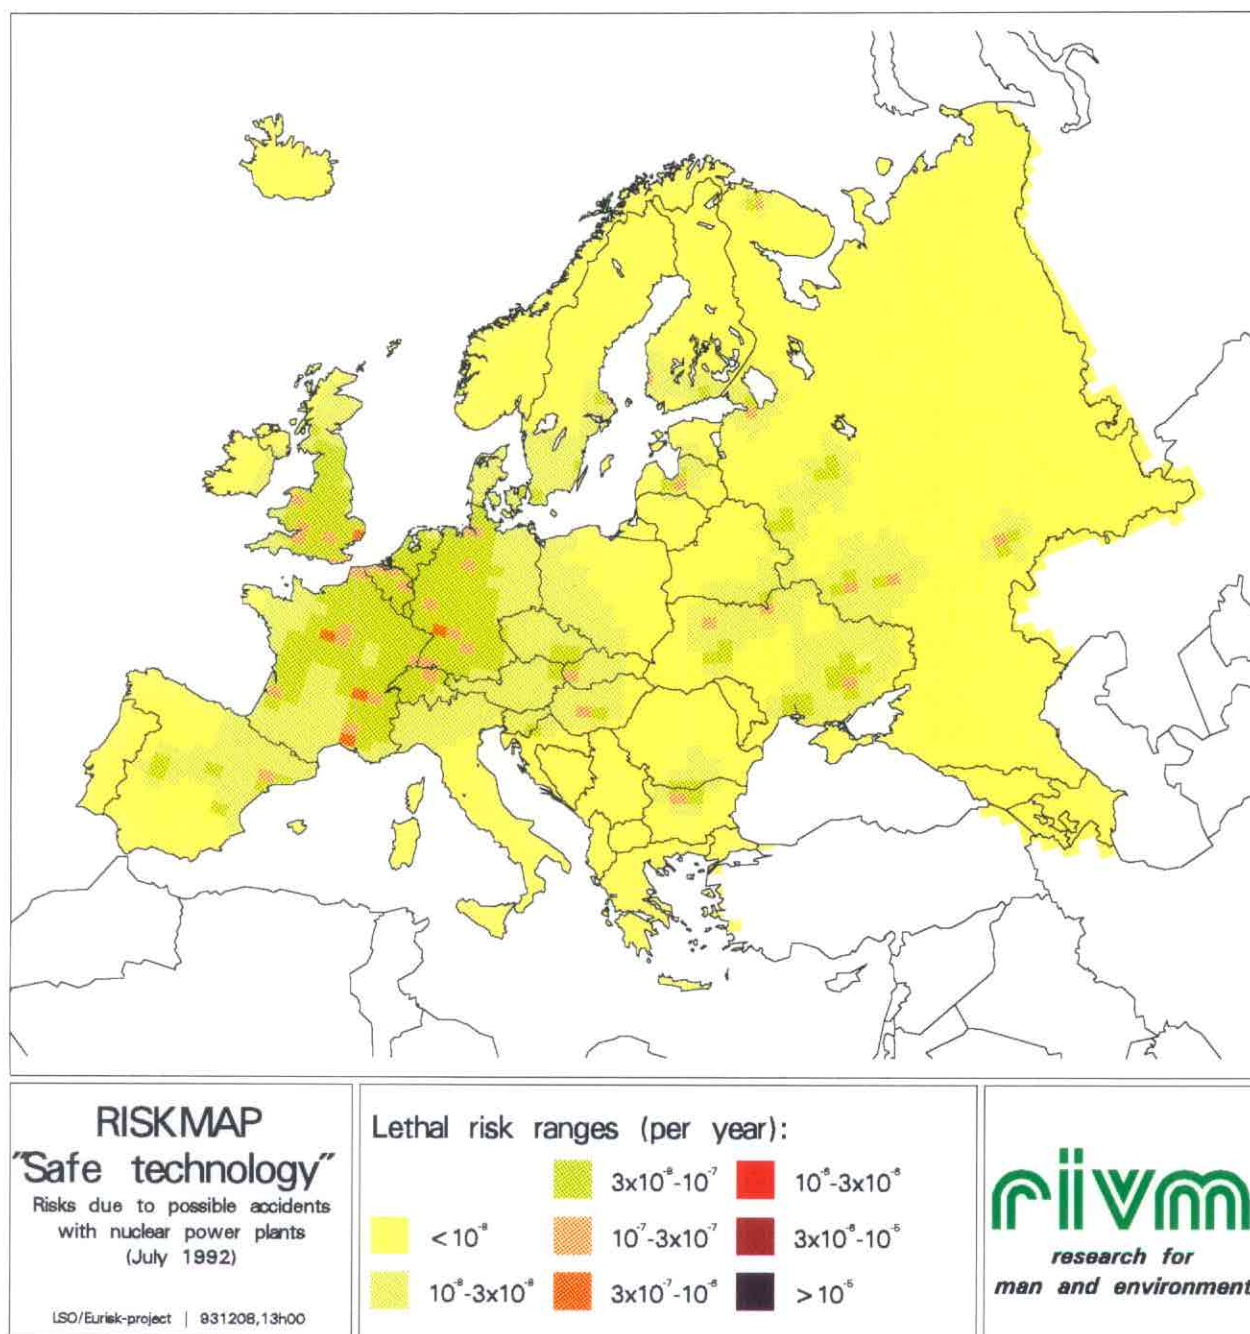 RISKMAP
"Safe technology"
Risks due to possible accidents
with nuclear power plants
(July 1992)
LSO/Eurisk-project | 931208,13h00
Lethal risk ranges (per year):
<10⁻⁸
10⁻⁸-3x10⁻⁸
3x10⁻⁸-10⁻⁷
10⁻⁷-3x10⁻⁷
3x10⁻⁷-10⁻⁶
10⁻⁶-3x10⁻⁶
3x10⁻⁶-10⁻⁵
>10⁻⁵
riivm
research for
man and environment